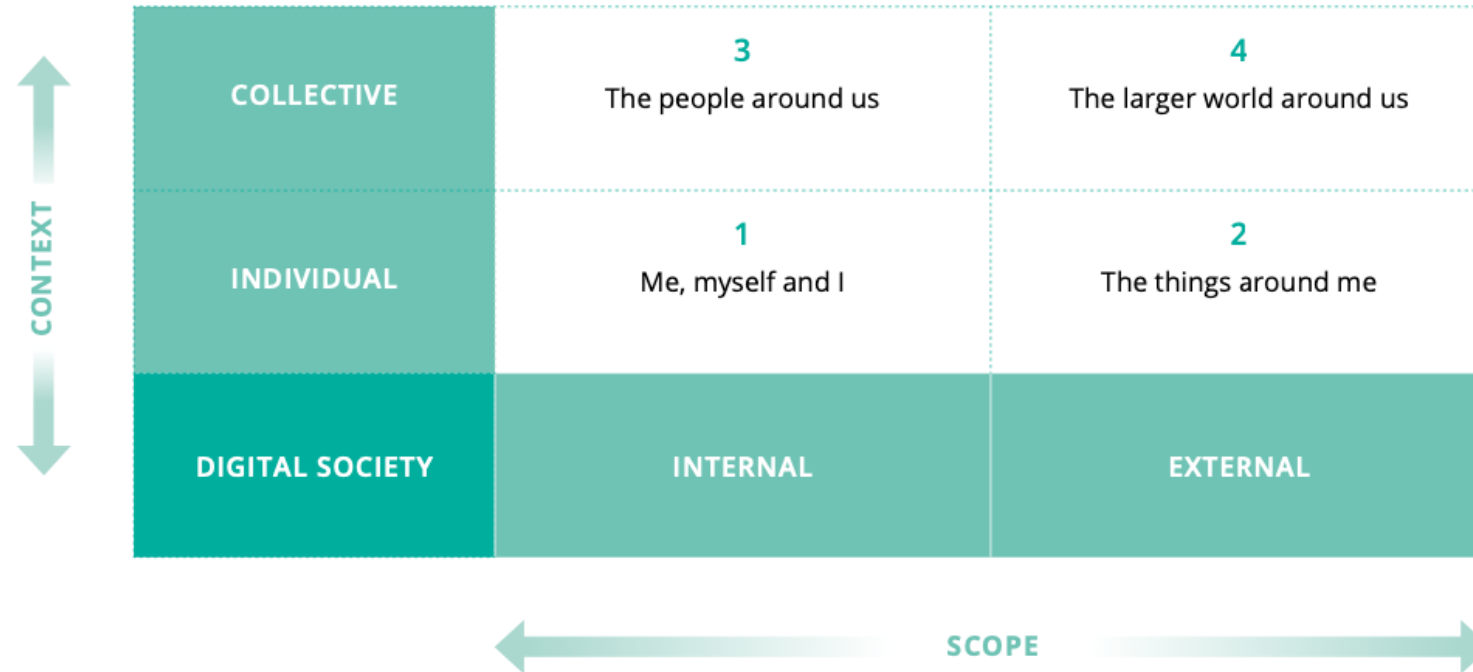 3
4
COLLECTIVE
The people around us
The larger world around us
CONTEXT
1
2
INDIVIDUAL
Me, myself and I
The things around me
DIGITAL SOCIETY
INTERNAL
EXTERNAL
SCOPE